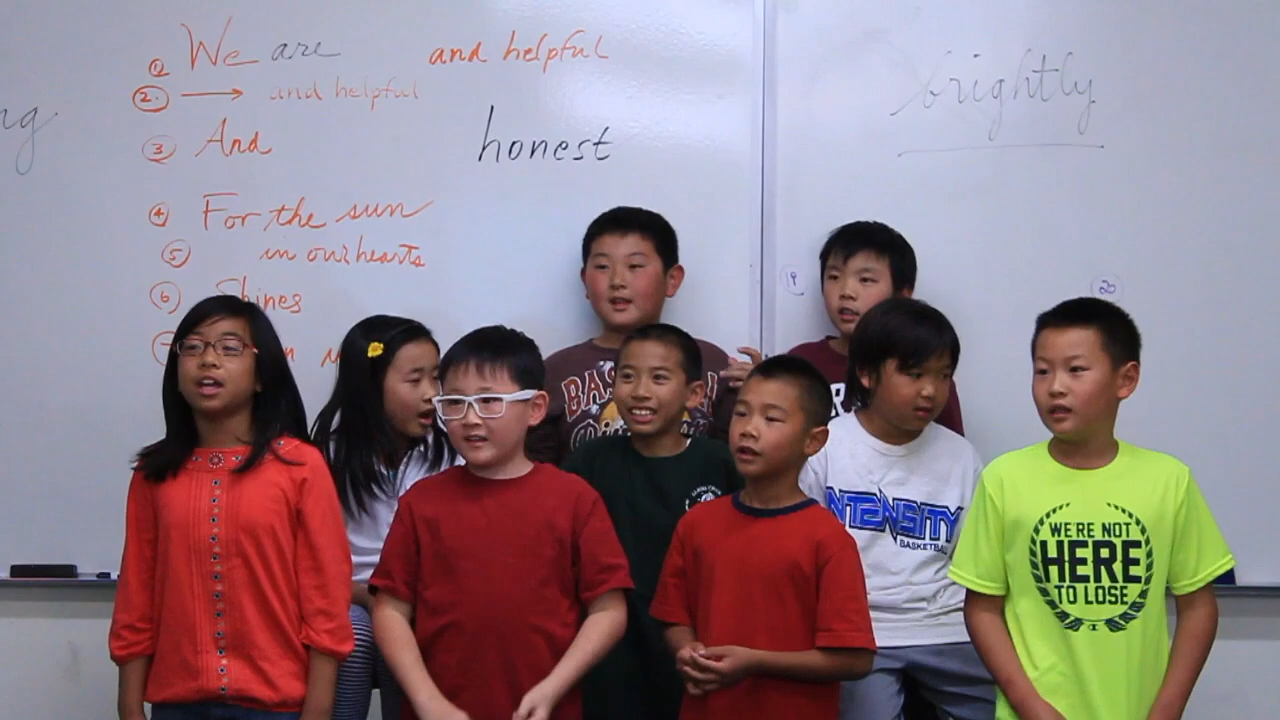 ① We are and helpful
②. → and helpful
③ And
honest
④ For the sun
⑤ in our hearts
⑥ Shines
brightly
19
20
INTENSITY
BASKETBALL
WE'RE NOT
HERE
TO LOSE